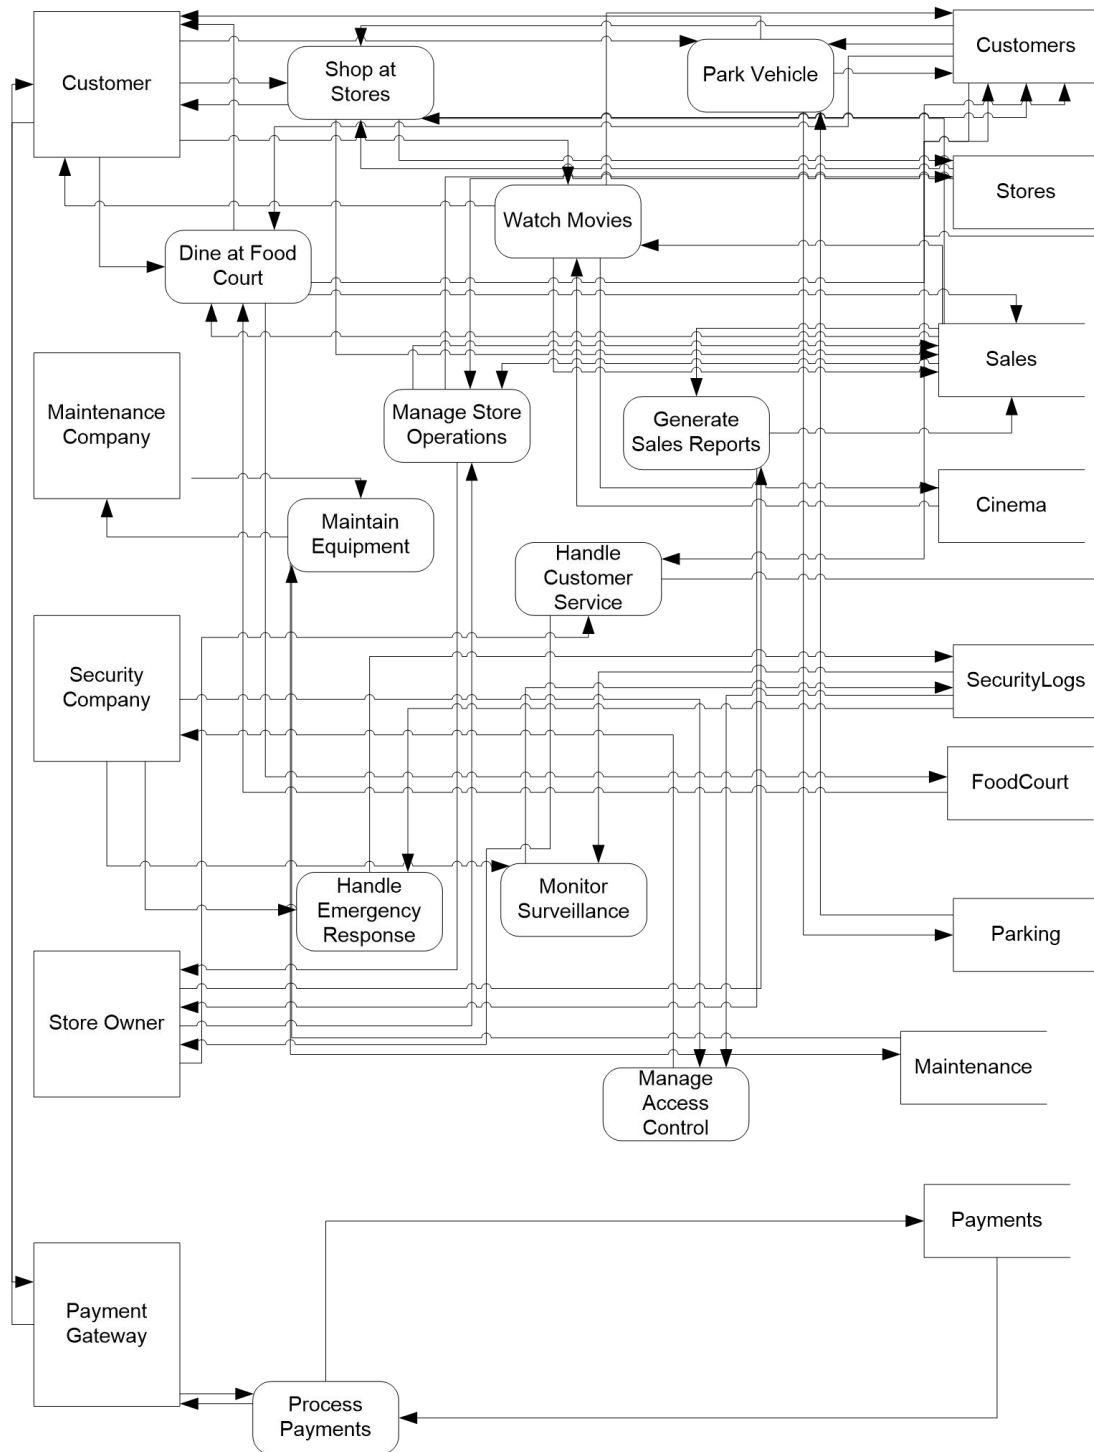 Customer
Shop at
Stores
Park Vehicle
Customers
Stores
Watch Movies
Dine at Food
Court
Sales
Maintenance
Company
Manage Store
Operations
Generate
Sales Reports
Cinema
Maintain
Equipment
Handle
Customer
Service
Security
Company
SecurityLogs
FoodCourt
Handle
Emergency
Response
Monitor
Surveillance
Parking
Store Owner
Maintenance
Manage
Access
Control
Payments
Payment
Gateway
Process
Payments